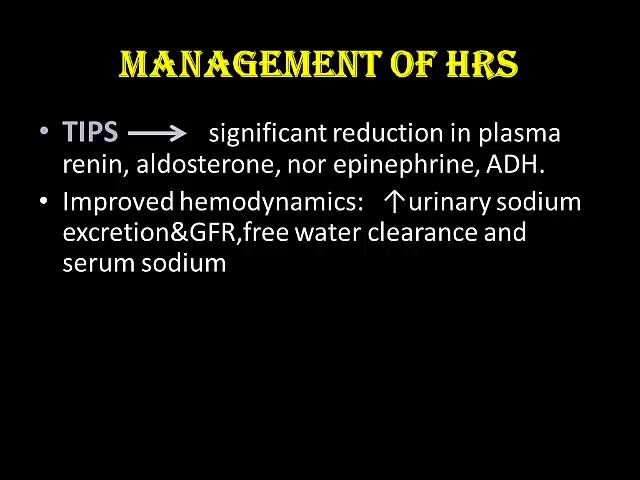 MANAGEMENT OF HRS
• TIPS ⟶ significant reduction in plasma
renin, aldosterone, nor epinephrine, ADH.
• Improved hemodynamics: ↑urinary sodium
excretion&GFR,free water clearance and
serum sodium